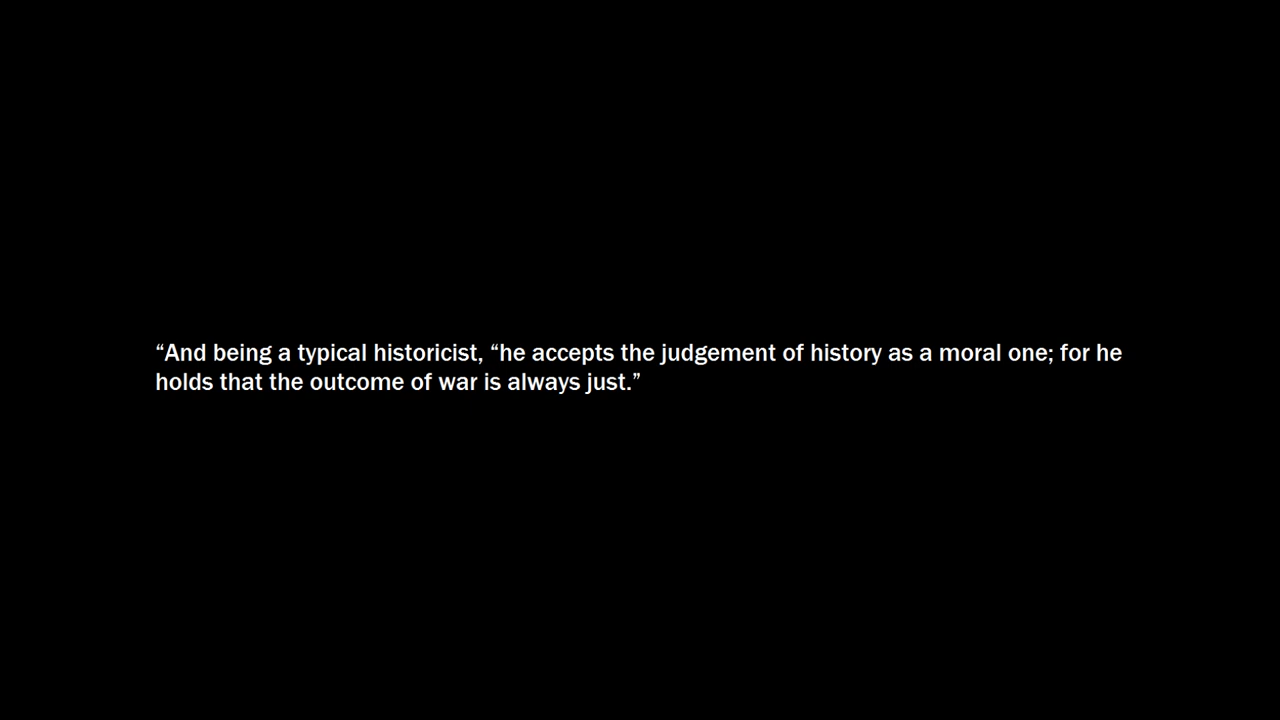 “And being a typical historicist, “he accepts the judgement of history as a moral one; for he
holds that the outcome of war is always just.”